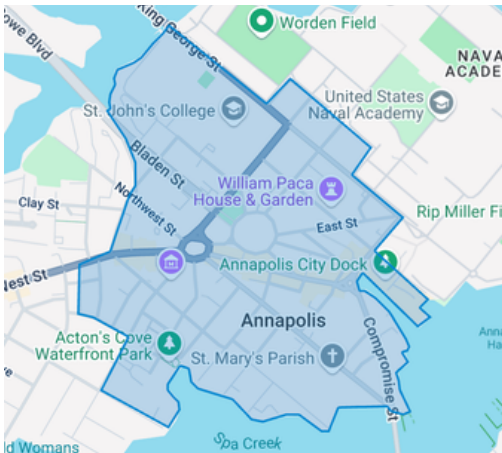 King George St
Worden Field
owe Blvd
NAVA
ACADE
St. John's College
United States
Naval Academy
Bladen St
William Paca
House & Garden
Northwest St
Clay St
East St
Rip Miller Fi
West St
Annapolis City Dock
Annapolis
Compromise St
Anna
Ha
Acton's Cove
Waterfront Park
St. Mary's Parish
Spa Creek
d Womans